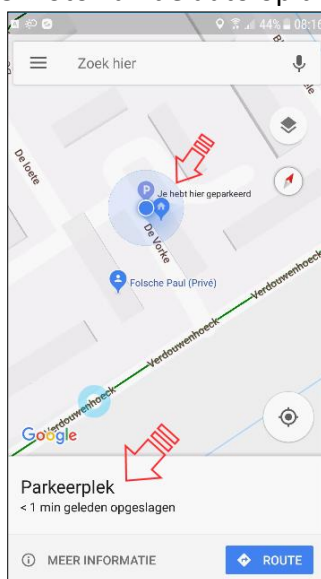 44% 08:16
Zoek hier
De loete
P
Je hebt hier geparkeerd
De Vorke
Folsche Paul (Privé)
Verdouwenhoeck
Verdouwenhoeck
Verdouwenhoeck
Google
Parkeerplek
< 1 min geleden opgeslagen
MEER INFORMATIE
ROUTE